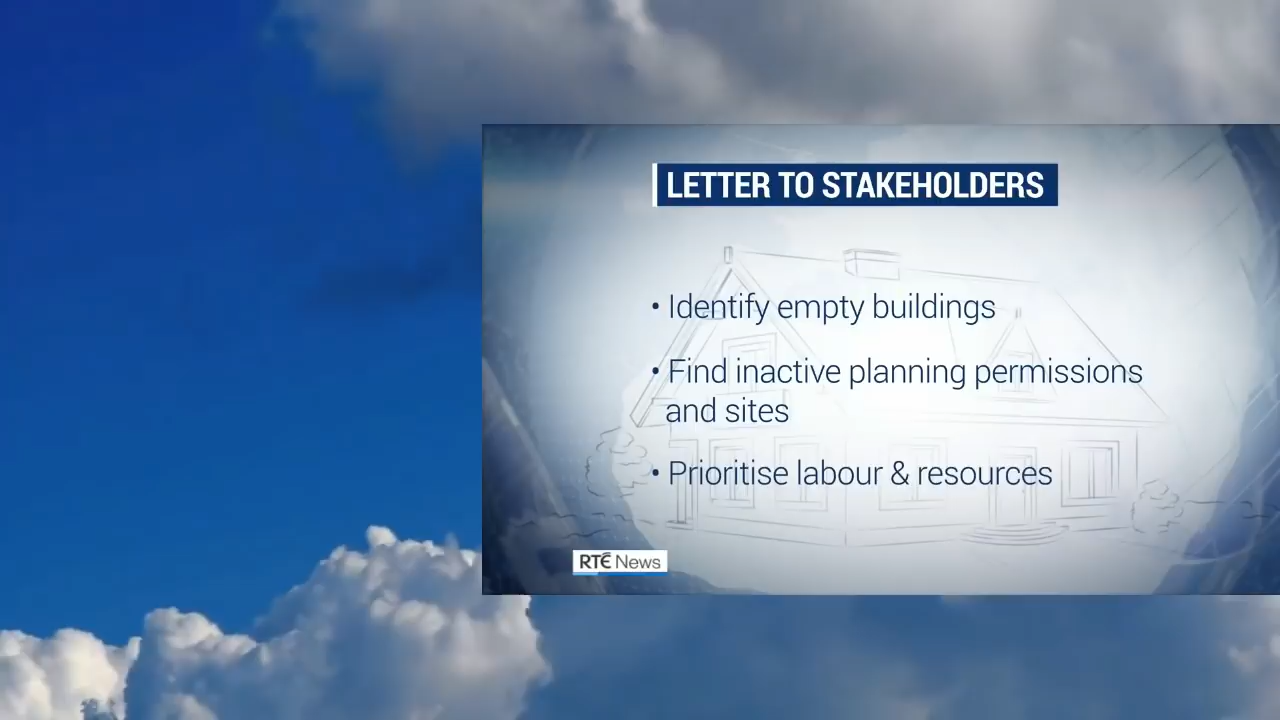 LETTER TO STAKEHOLDERS
• Identify empty buildings
• Find inactive planning permissions
and sites
• Prioritise labour & resources
RTÉ News